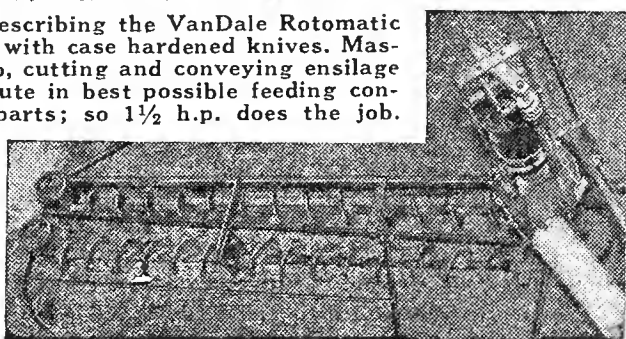 escribing the VanDale Rotomatic
with case hardened knives. Mas-
o, cutting and conveying ensilage
ute in best possible feeding con-
parts; so 1½ h.p. does the job.